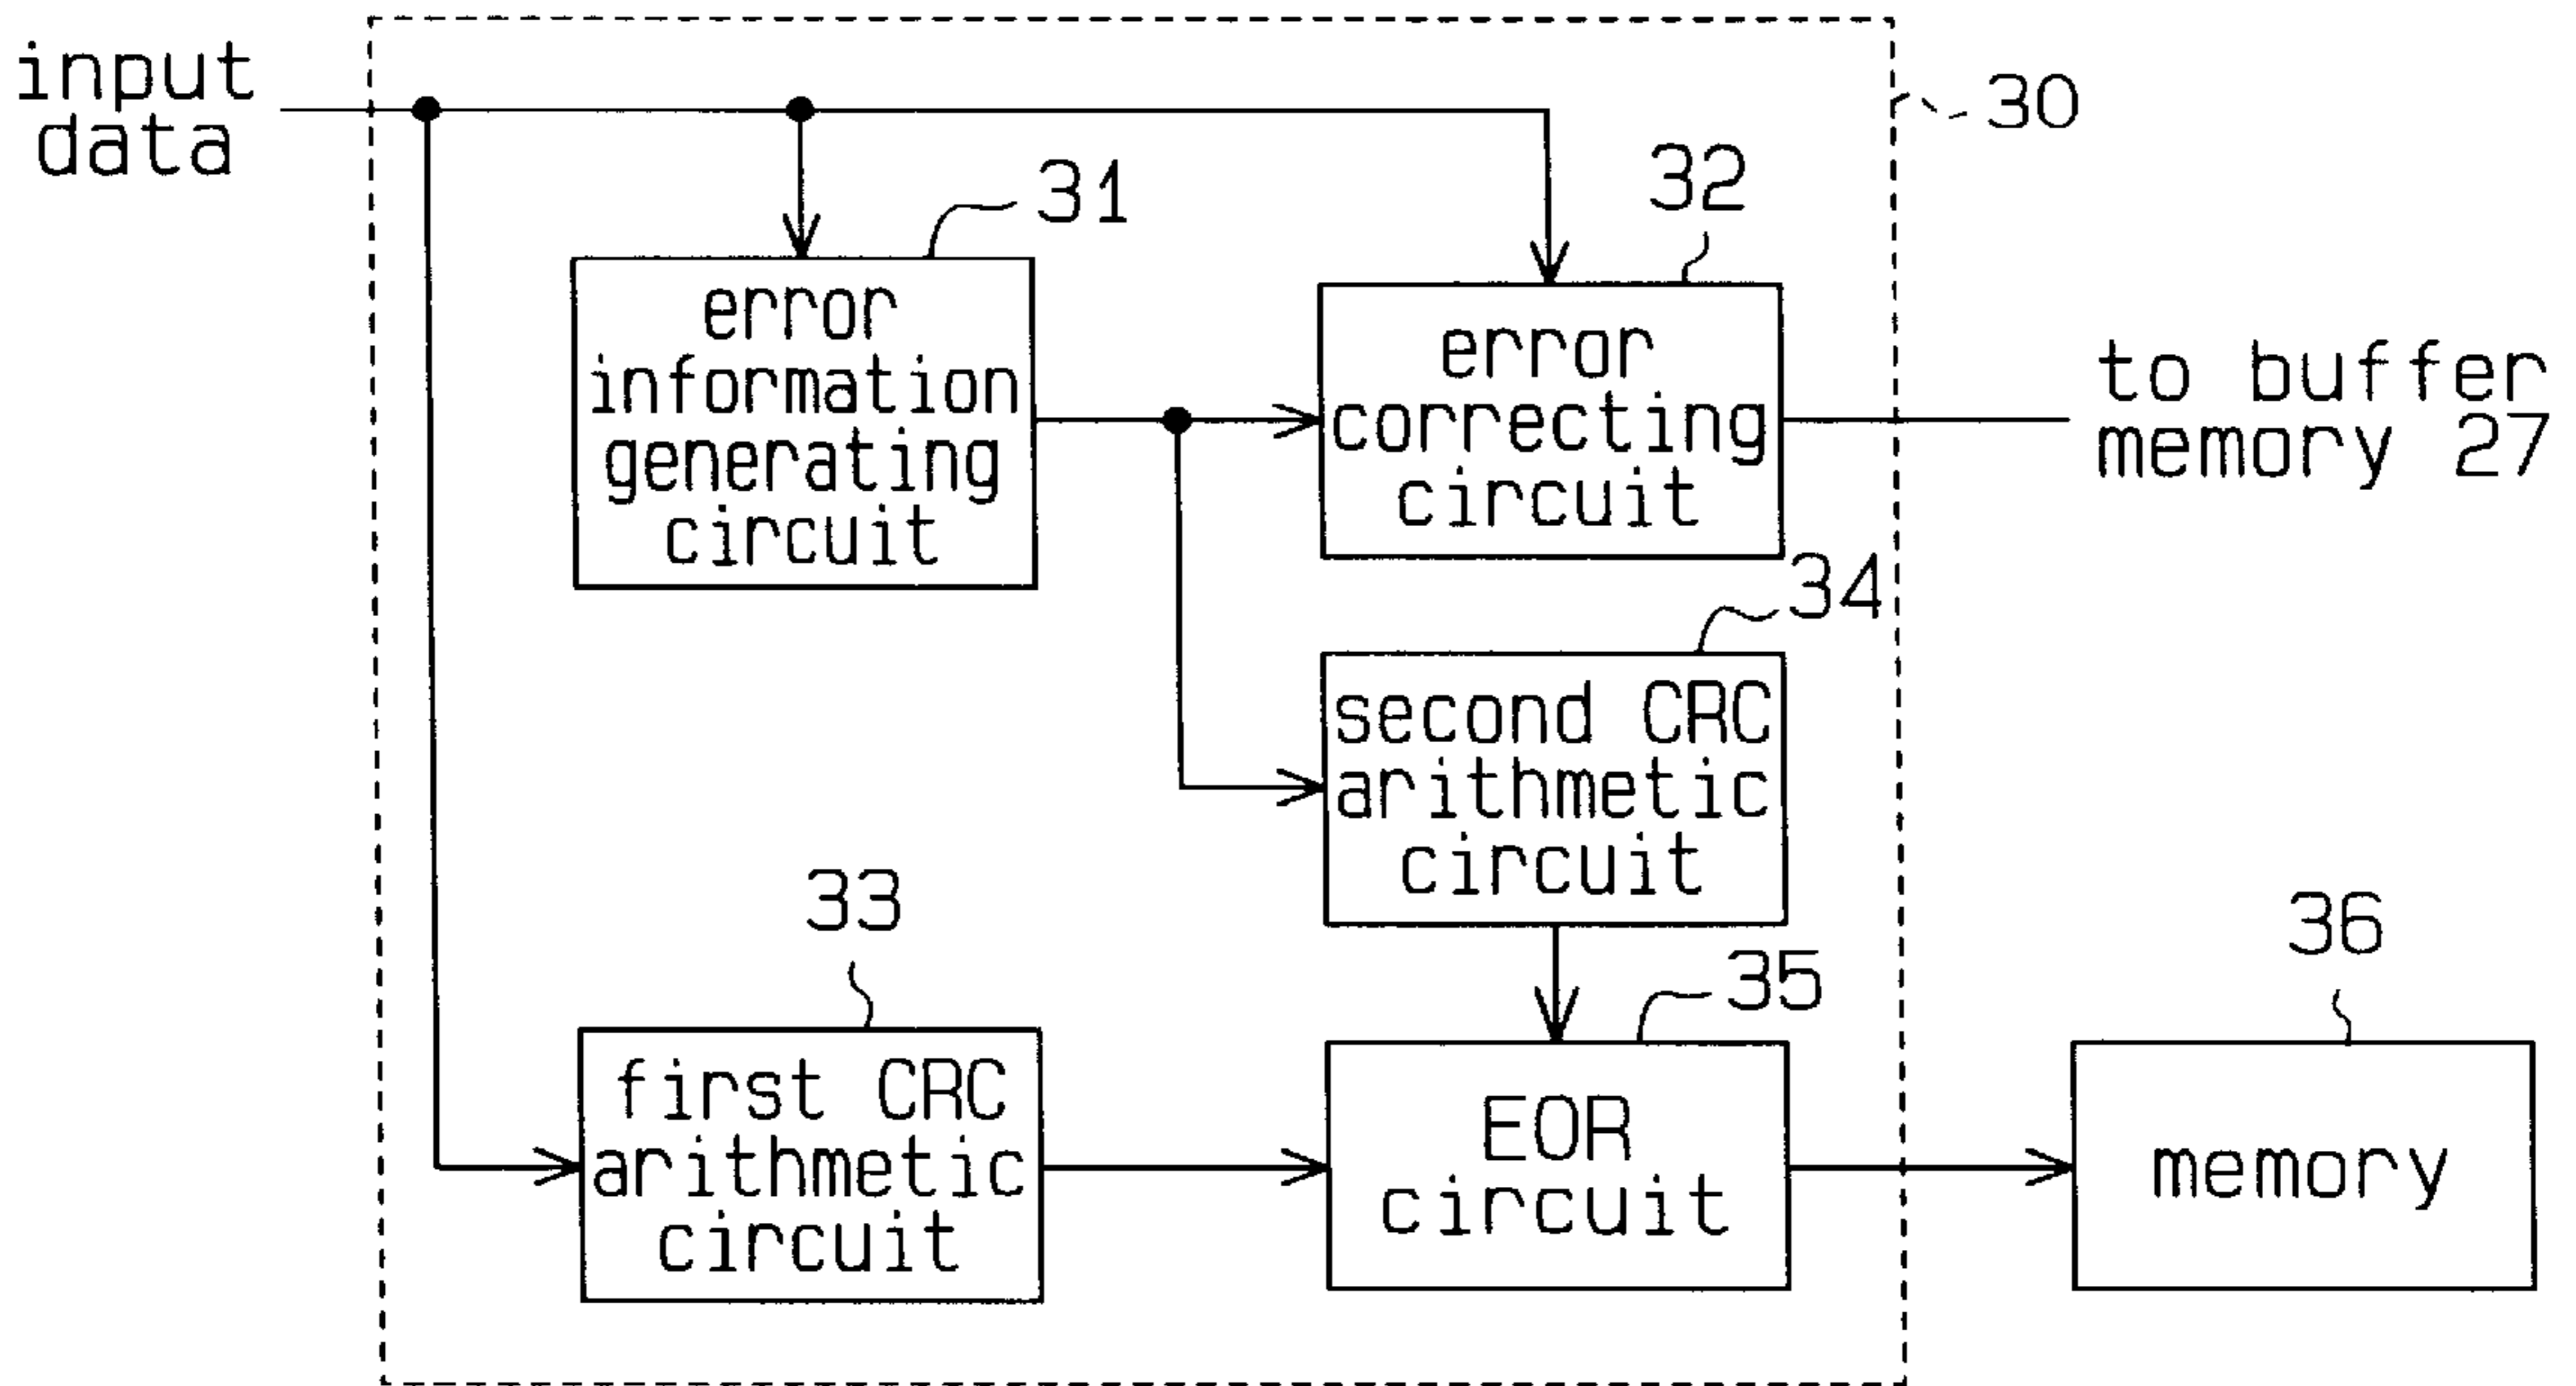 input
data
30
31
32
error
information
generating
circuit
error
correcting
circuit
to buffer
memory 27
34
second CRC
arithmetic
circuit
33
35
36
first CRC
arithmetic
circuit
EOR
circuit
memory